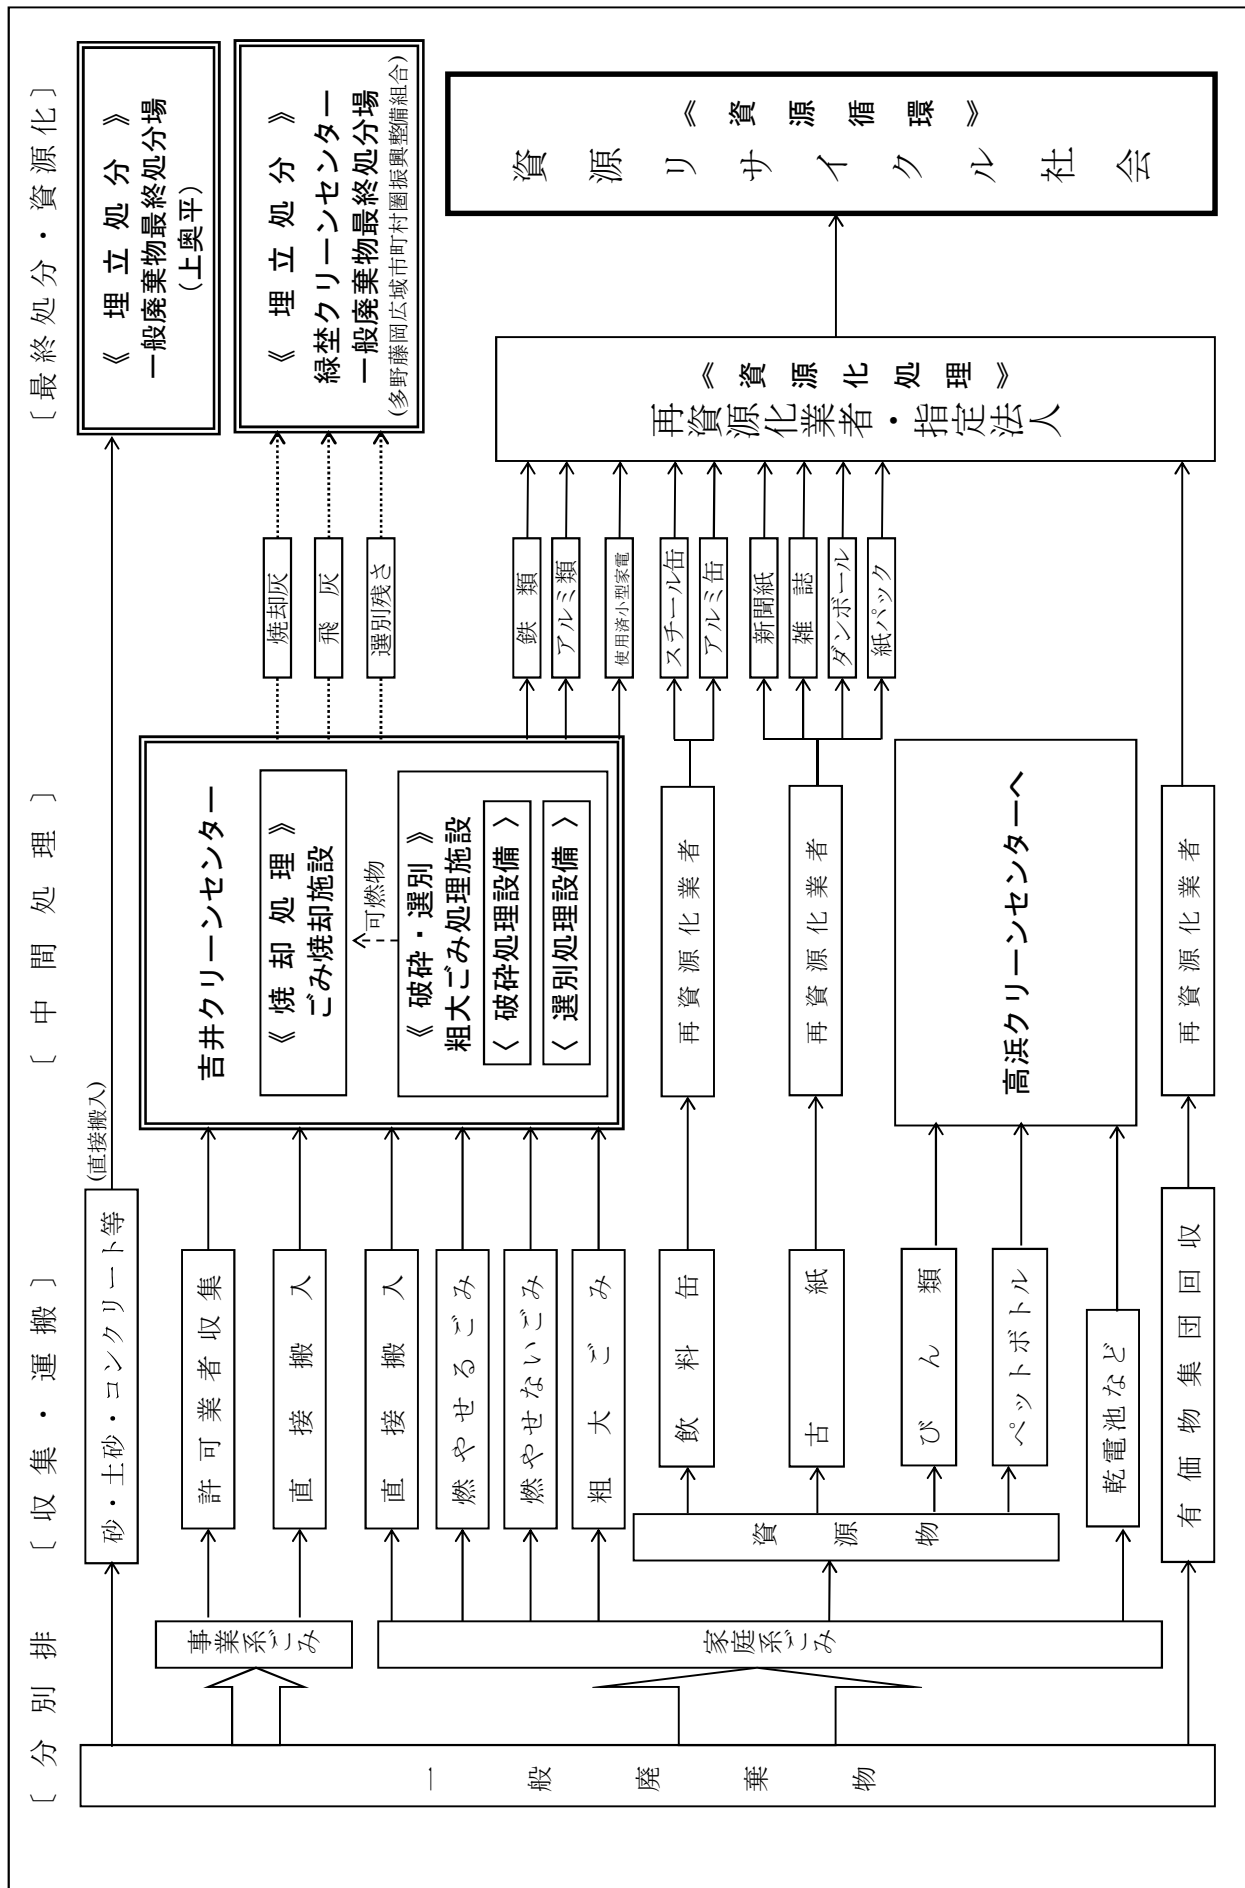 〔分別排
〔収集・運搬〕
〔中間処理〕
〔最終処分・資源化〕
一般廃棄物
事業系ごみ
家庭系ごみ
砂・土砂・コンクリート等
(直接搬入)
許可業者収集
直接搬入
直接搬入
燃やせるごみ
燃やせないごみ
粗大ごみ
資源物
飲料缶
古紙
びん類
ペットボトル
乾電池など
有価物集団回収
吉井クリーンセンター
《焼却処理》
ごみ焼却施設
可燃物
《破砕・選別》
粗大ごみ処理施設
〈破砕処理設備〉
〈選別処理設備〉
再資源化業者
再資源化業者
高浜クリーンセンターへ
再資源化業者
焼却灰
飛灰
選別残さ
鉄類
アルミ類
使用済小型家電
スチール缶
アルミ缶
新聞紙
雑誌
ダンボール
紙パック
《埋立処分》
一般廃棄物最終処分場
(上奥平)
《埋立処分》
緑埜クリーンセンター
一般廃棄物最終処分場
(多野藤岡広域市町村圏振興整備組合)
《資源化処理》
再資源化業者・指定法人
《資源循環》
資源リサイクル社会